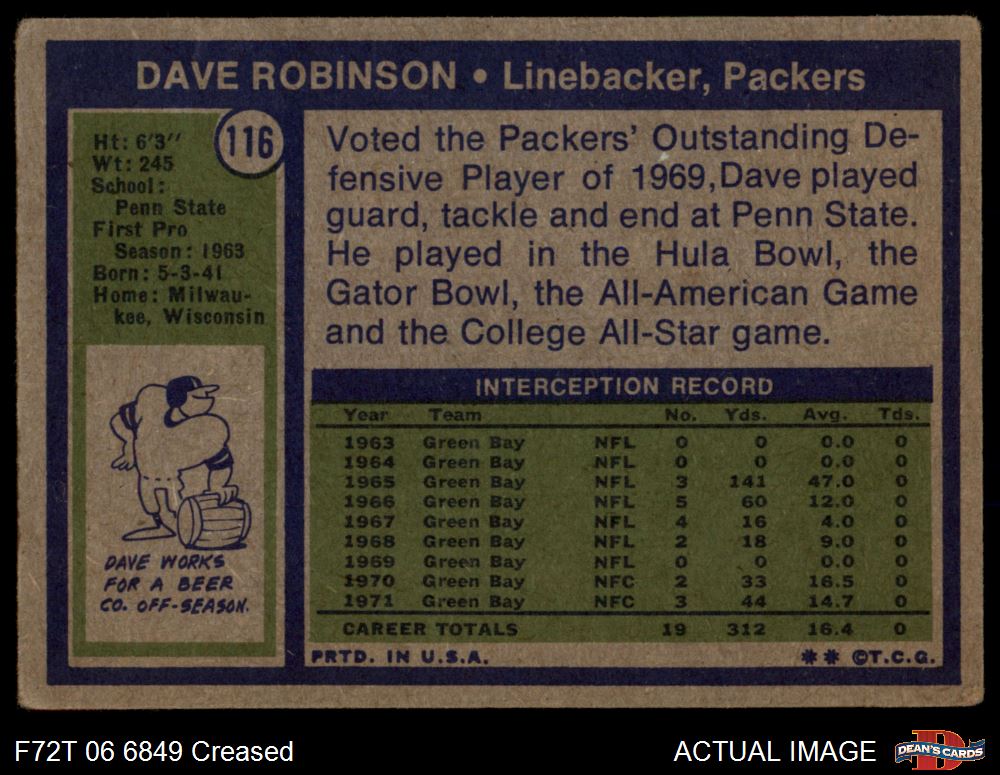 DAVE ROBINSON • Linebacker, Packers
116
Ht: 6'3''
Wt: 245
School:
Penn State
First Pro
Season: 1963
Born: 5-3-41
Home: Milwau-
kee, Wisconsin
DAVE WORKS
FOR A BEER
CO. OFF-SEASON.
Voted the Packers' Outstanding De-
fensive Player of 1969, Dave played
guard, tackle and end at Penn State.
He played in the Hula Bowl, the
Gator Bowl, the All-American Game
and the College All-Star game.
INTERCEPTION RECORD
Year Team No. Yds. Avg. Tds.
1963 Green Bay NFL 0 0 0.0 0
1964 Green Bay NFL 0 0 0.0 0
1965 Green Bay NFL 3 141 47.0 0
1966 Green Bay NFL 5 60 12.0 0
1967 Green Bay NFL 4 16 4.0 0
1968 Green Bay NFL 2 18 9.0 0
1969 Green Bay NFL 0 0 0.0 0
1970 Green Bay NFC 2 33 16.5 0
1971 Green Bay NFC 3 44 14.7 0
CAREER TOTALS 19 312 16.4 0
PRTD. IN U.S.A. ** ©T.C.G.
F72T 06 6849 Creased
ACTUAL IMAGE
D
DEAN'S CARDS